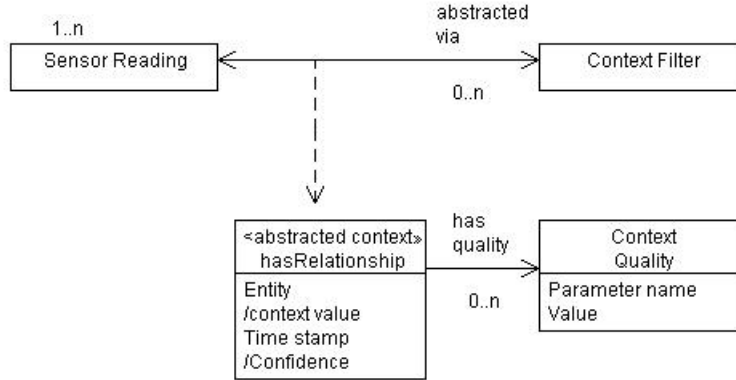 1..n
abstracted
via
Sensor Reading
Context Filter
0..n
«abstracted context»
hasRelationship
Entity
/context value
Time stamp
/Confidence
has
quality
0..n
Context
Quality
Parameter name
Value